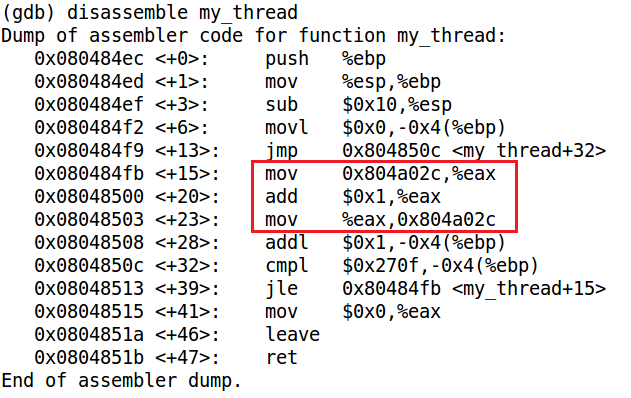 (gdb) disassemble my_thread
Dump of assembler code for function my_thread:
   0x080484ec <+0>:     push   %ebp
   0x080484ed <+1>:     mov    %esp,%ebp
   0x080484ef <+3>:     sub    $0x10,%esp
   0x080484f2 <+6>:     movl   $0x0,-0x4(%ebp)
   0x080484f9 <+13>:    jmp    0x804850c <my_thread+32>
   0x080484fb <+15>:    mov    0x804a02c,%eax
   0x08048500 <+20>:    add    $0x1,%eax
   0x08048503 <+23>:    mov    %eax,0x804a02c
   0x08048508 <+28>:    addl   $0x1,-0x4(%ebp)
   0x0804850c <+32>:    cmpl   $0x270f,-0x4(%ebp)
   0x08048513 <+39>:    jle    0x80484fb <my_thread+15>
   0x08048515 <+41>:    mov    $0x0,%eax
   0x0804851a <+46>:    leave
   0x0804851b <+47>:    ret
End of assembler dump.